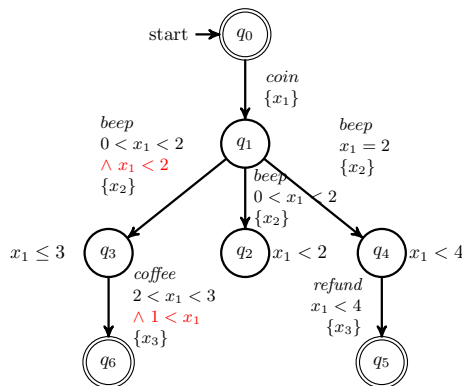 start
q0
coin
{x1}
q1
beep
0 < x1 < 2
∧ x1 < 2
{x2}
beep
0 < x1 < 2
{x2}
beep
x1 = 2
{x2}
x1 ≤ 3
q3
q2
x1 < 2
q4
x1 < 4
coffee
2 < x1 < 3
∧ 1 < x1
{x3}
refund
x1 < 4
{x3}
q6
q5